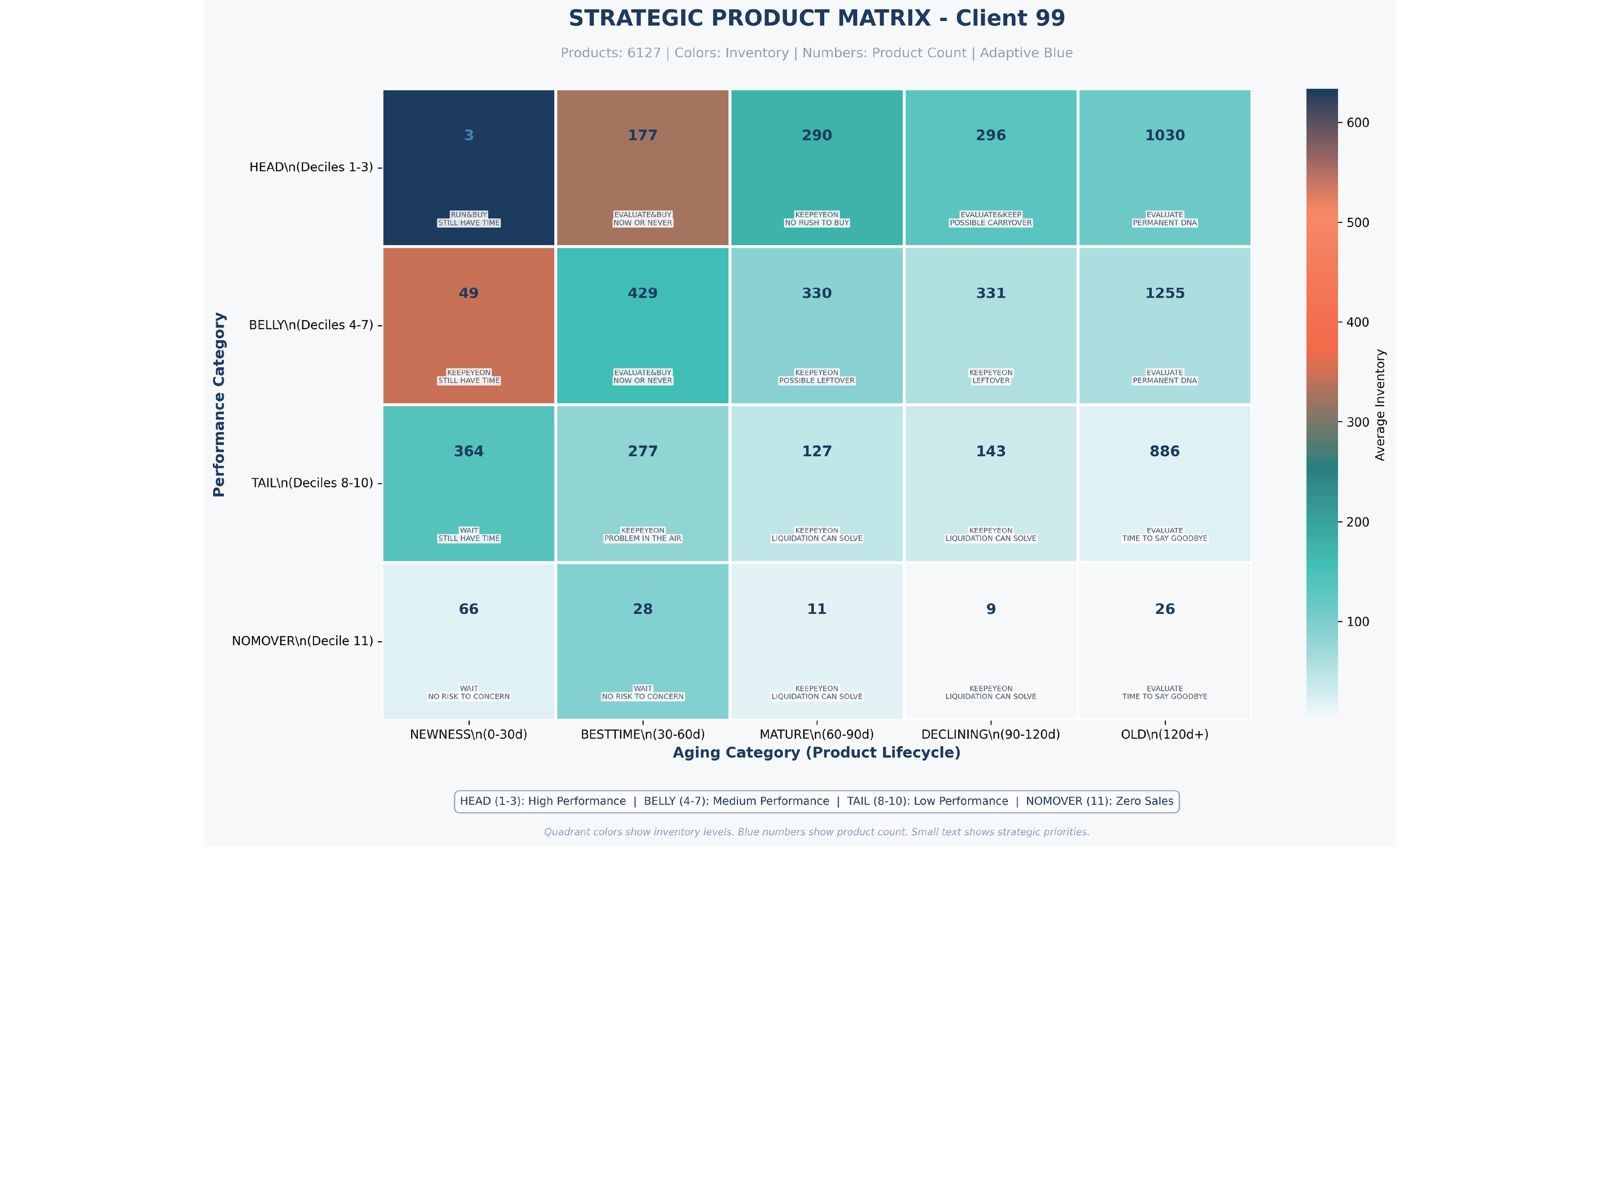 STRATEGIC PRODUCT MATRIX - Client 99
Products: 6127 | Colors: Inventory | Numbers: Product Count | Adaptive Blue
Performance Category
HEAD\n(Deciles 1-3)
3
177
290
296
1030
RUN&BUY
STILL HAVE TIME
EVALUATE&BUY
NOW OR NEVER
KEEPEYEON
NO RUSH TO BUY
EVALUATE&KEEP
POSSIBLE CARRYOVER
EVALUATE
PERMANENT DNA
BELLY\n(Deciles 4-7)
49
429
330
331
1255
KEEPEYEON
STILL HAVE TIME
EVALUATE&BUY
NOW OR NEVER
KEEPEYEON
POSSIBLE LEFTOVER
KEEPEYEON
LEFTOVER
EVALUATE
PERMANENT DNA
TAIL\n(Deciles 8-10)
364
277
127
143
886
WAIT
STILL HAVE TIME
KEEPEYEON
PROBLEM IN THE AIR
KEEPEYEON
LIQUIDATION CAN SOLVE
KEEPEYEON
LIQUIDATION CAN SOLVE
EVALUATE
TIME TO SAY GOODBYE
NOMOVER\n(Decile 11)
66
28
11
9
26
WAIT
NO RISK TO CONCERN
WAIT
NO RISK TO CONCERN
KEEPEYEON
LIQUIDATION CAN SOLVE
KEEPEYEON
LIQUIDATION CAN SOLVE
EVALUATE
TIME TO SAY GOODBYE
NEWNESS\n(0-30d)
BESTTIME\n(30-60d)
MATURE\n(60-90d)
DECLINING\n(90-120d)
OLD\n(120d+)
Aging Category (Product Lifecycle)
600
500
400
300
200
100
Average Inventory
HEAD (1-3): High Performance | BELLY (4-7): Medium Performance | TAIL (8-10): Low Performance | NOMOVER (11): Zero Sales
Quadrant colors show inventory levels. Blue numbers show product count. Small text shows strategic priorities.